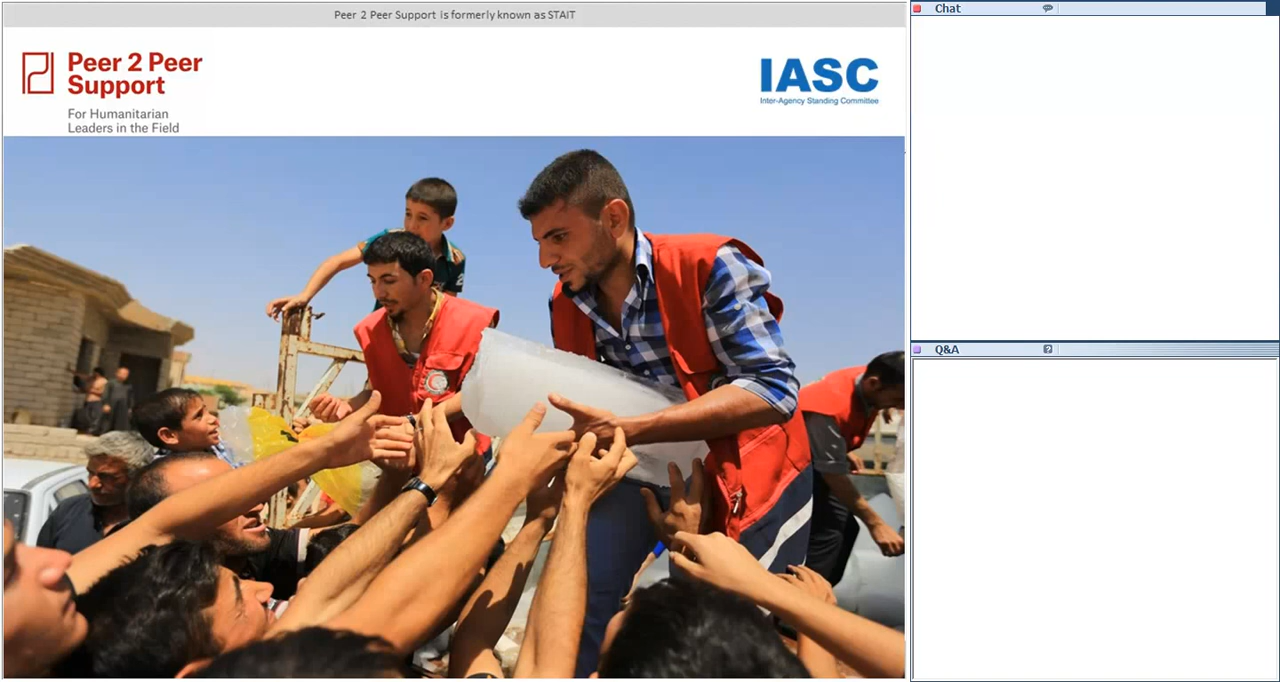 Peer 2 Peer Support is formerly known as STAIT
Peer 2 Peer
Support
For Humanitarian
Leaders in the Field
IASC
Inter-Agency Standing Committee
Chat
Q&A